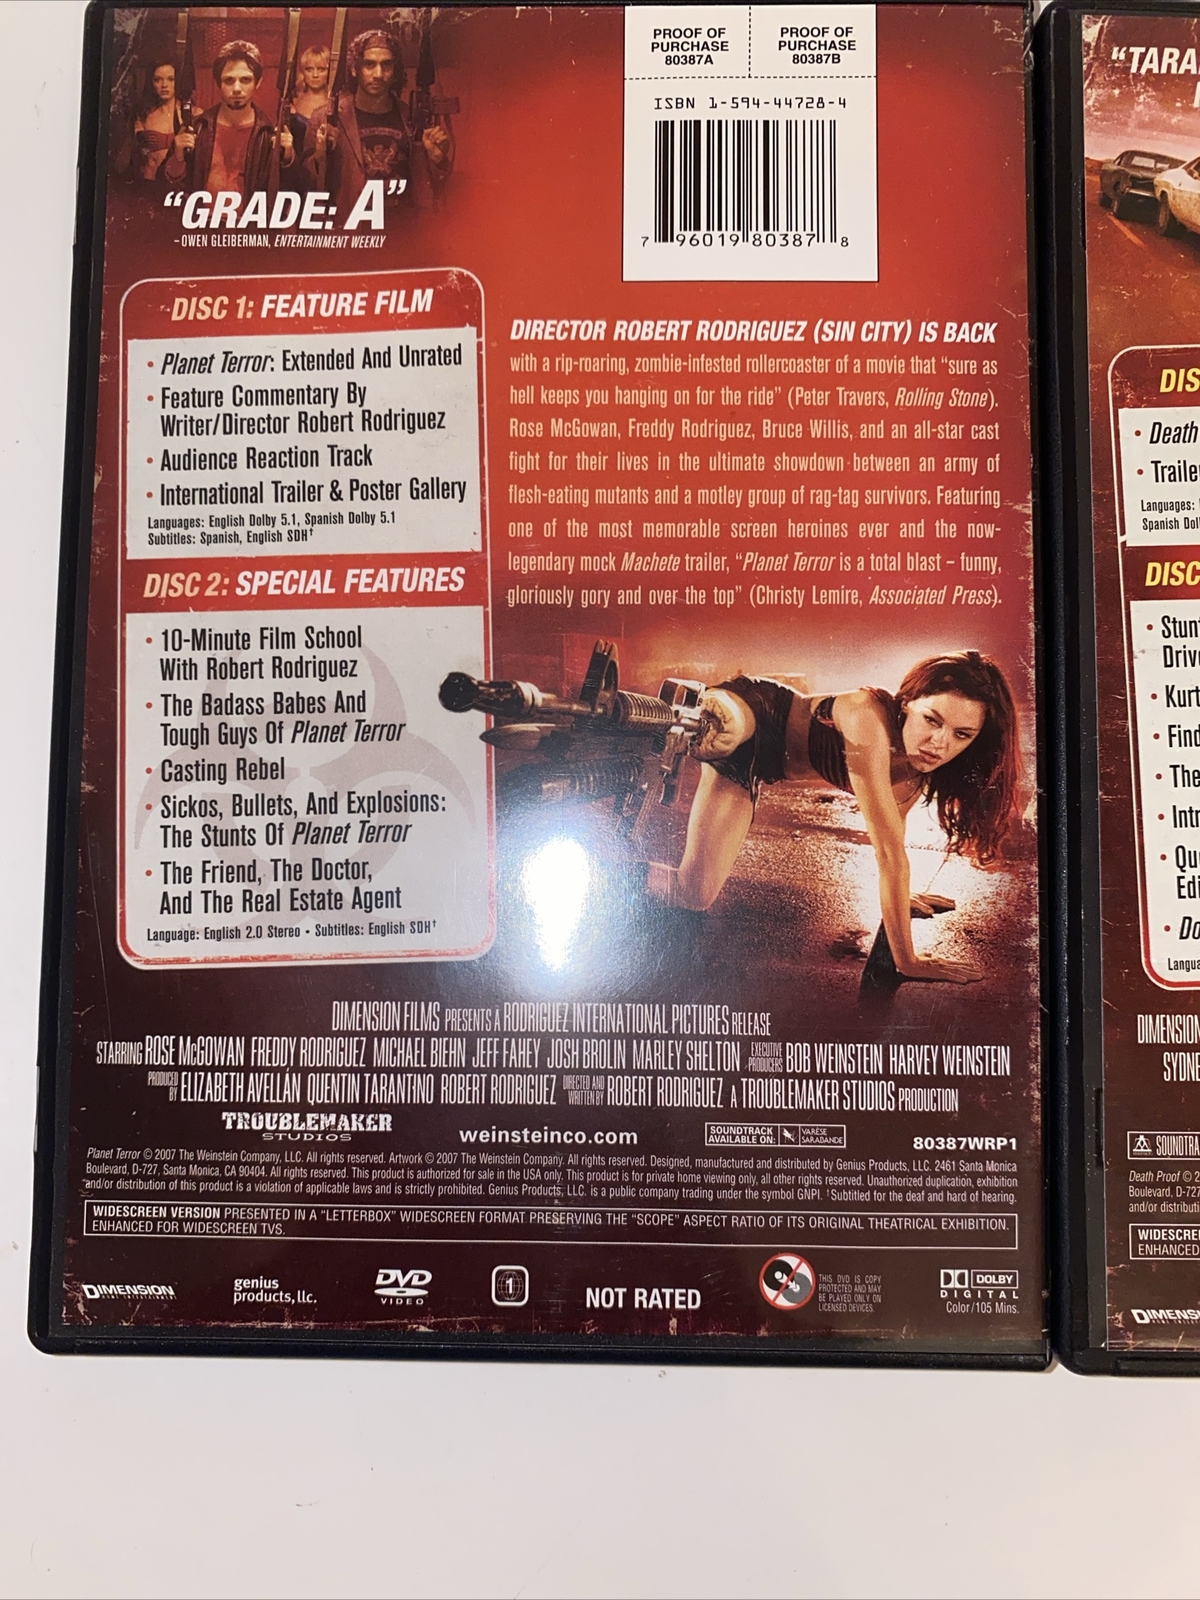 PROOF OF
PURCHASE
80387A
PROOF OF
PURCHASE
80387B
ISBN 1-594-44728-4
7 96019 80387 8
"GRADE: A"
– OWEN GLEIBERMAN, ENTERTAINMENT WEEKLY
DISC 1: FEATURE FILM
• Planet Terror: Extended And Unrated
• Feature Commentary By
Writer/Director Robert Rodriguez
• Audience Reaction Track
• International Trailer & Poster Gallery
Languages: English Dolby 5.1, Spanish Dolby 5.1
Subtitles: Spanish, English SDH†
DISC 2: SPECIAL FEATURES
• 10-Minute Film School
With Robert Rodriguez
• The Badass Babes And
Tough Guys Of Planet Terror
• Casting Rebel
• Sickos, Bullets, And Explosions:
The Stunts Of Planet Terror
• The Friend, The Doctor,
And The Real Estate Agent
Language: English 2.0 Stereo • Subtitles: English SDH†
DIRECTOR ROBERT RODRIGUEZ (SIN CITY) IS BACK
with a rip-roaring, zombie-infested rollercoaster of a movie that "sure as
hell keeps you hanging on for the ride" (Peter Travers, Rolling Stone).
Rose McGowan, Freddy Rodriguez, Bruce Willis, and an all-star cast
fight for their lives in the ultimate showdown between an army of
flesh-eating mutants and a motley group of rag-tag survivors. Featuring
one of the most memorable screen heroines ever and the now-
legendary mock Machete trailer, "Planet Terror is a total blast – funny,
gloriously gory and over the top" (Christy Lemire, Associated Press).
DIMENSION FILMS PRESENTS A RODRIGUEZ INTERNATIONAL PICTURES RELEASE
STARRING ROSE McGOWAN FREDDY RODRIGUEZ MICHAEL BIEHN JEFF FAHEY JOSH BROLIN MARLEY SHELTON EXECUTIVE PRODUCERS BOB WEINSTEIN HARVEY WEINSTEIN
PRODUCED BY ELIZABETH AVELLÁN QUENTIN TARANTINO ROBERT RODRIGUEZ DIRECTED AND WRITTEN BY ROBERT RODRIGUEZ A TROUBLEMAKER STUDIOS PRODUCTION
TROUBLEMAKER
STUDIOS
weinsteinco.com
SOUNDTRACK
AVAILABLE ON:
VARÈSE
SARABANDE
80387WRP1
Planet Terror © 2007 The Weinstein Company, LLC. All rights reserved. Artwork © 2007 The Weinstein Company. All rights reserved. Designed, manufactured and distributed by Genius Products, LLC. 2461 Santa Monica
Boulevard, D-727, Santa Monica, CA 90404. All rights reserved. This product is authorized for sale in the USA only. This product is for private home viewing only, all other rights reserved. Unauthorized duplication, exhibition
and/or distribution of this product is a violation of applicable laws and is strictly prohibited. Genius Products, LLC. is a public company trading under the symbol GNPI. †Subtitled for the deaf and hard of hearing.
WIDESCREEN VERSION PRESENTED IN A "LETTERBOX" WIDESCREEN FORMAT PRESERVING THE "SCOPE" ASPECT RATIO OF ITS ORIGINAL THEATRICAL EXHIBITION.
ENHANCED FOR WIDESCREEN TVS.
DIMENSION
genius
products, llc.
DVD
VIDEO
1
NOT RATED
THIS DVD IS COPY
PROTECTED AND MAY
BE PLAYED ONLY ON
LICENSED DEVICES.
DOLBY
DIGITAL
Color/105 Mins.
"TARA
DIS
• Death
• Traile
Languages:
Spanish Dol
DISC
• Stun
Driv
• Kurt
• Find
• The
• Intr
• Qu
Edi
• Do
Langua
DIMENSION
SYDNE
SOUNDTRA
Death Proof © 2
Boulevard, D-727
and/or distributi
WIDESCREE
ENHANCED
DIMENS